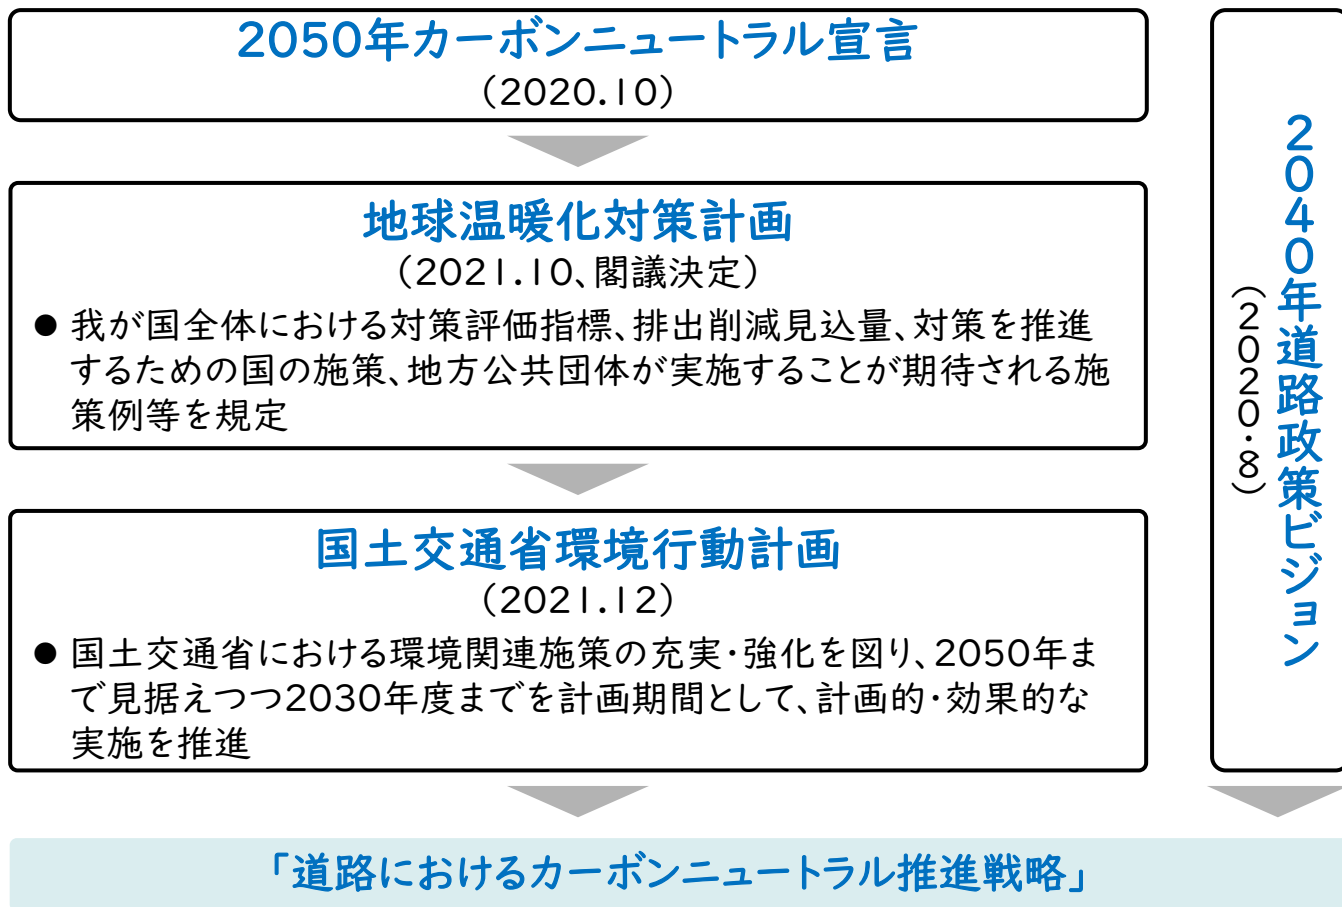 2050年カーボンニュートラル宣言
（2020.10）
地球温暖化対策計画
（2021.10、閣議決定）
● 我が国全体における対策評価指標、排出削減見込量、対策を推進
するための国の施策、地方公共団体が実施することが期待される施
策例等を規定
国土交通省環境行動計画
（2021.12）
● 国土交通省における環境関連施策の充実・強化を図り、2050年ま
で見据えつつ2030年度までを計画期間として、計画的・効果的な
実施を推進
2040年道路政策ビジョン
（2020.8）
「道路におけるカーボンニュートラル推進戦略」